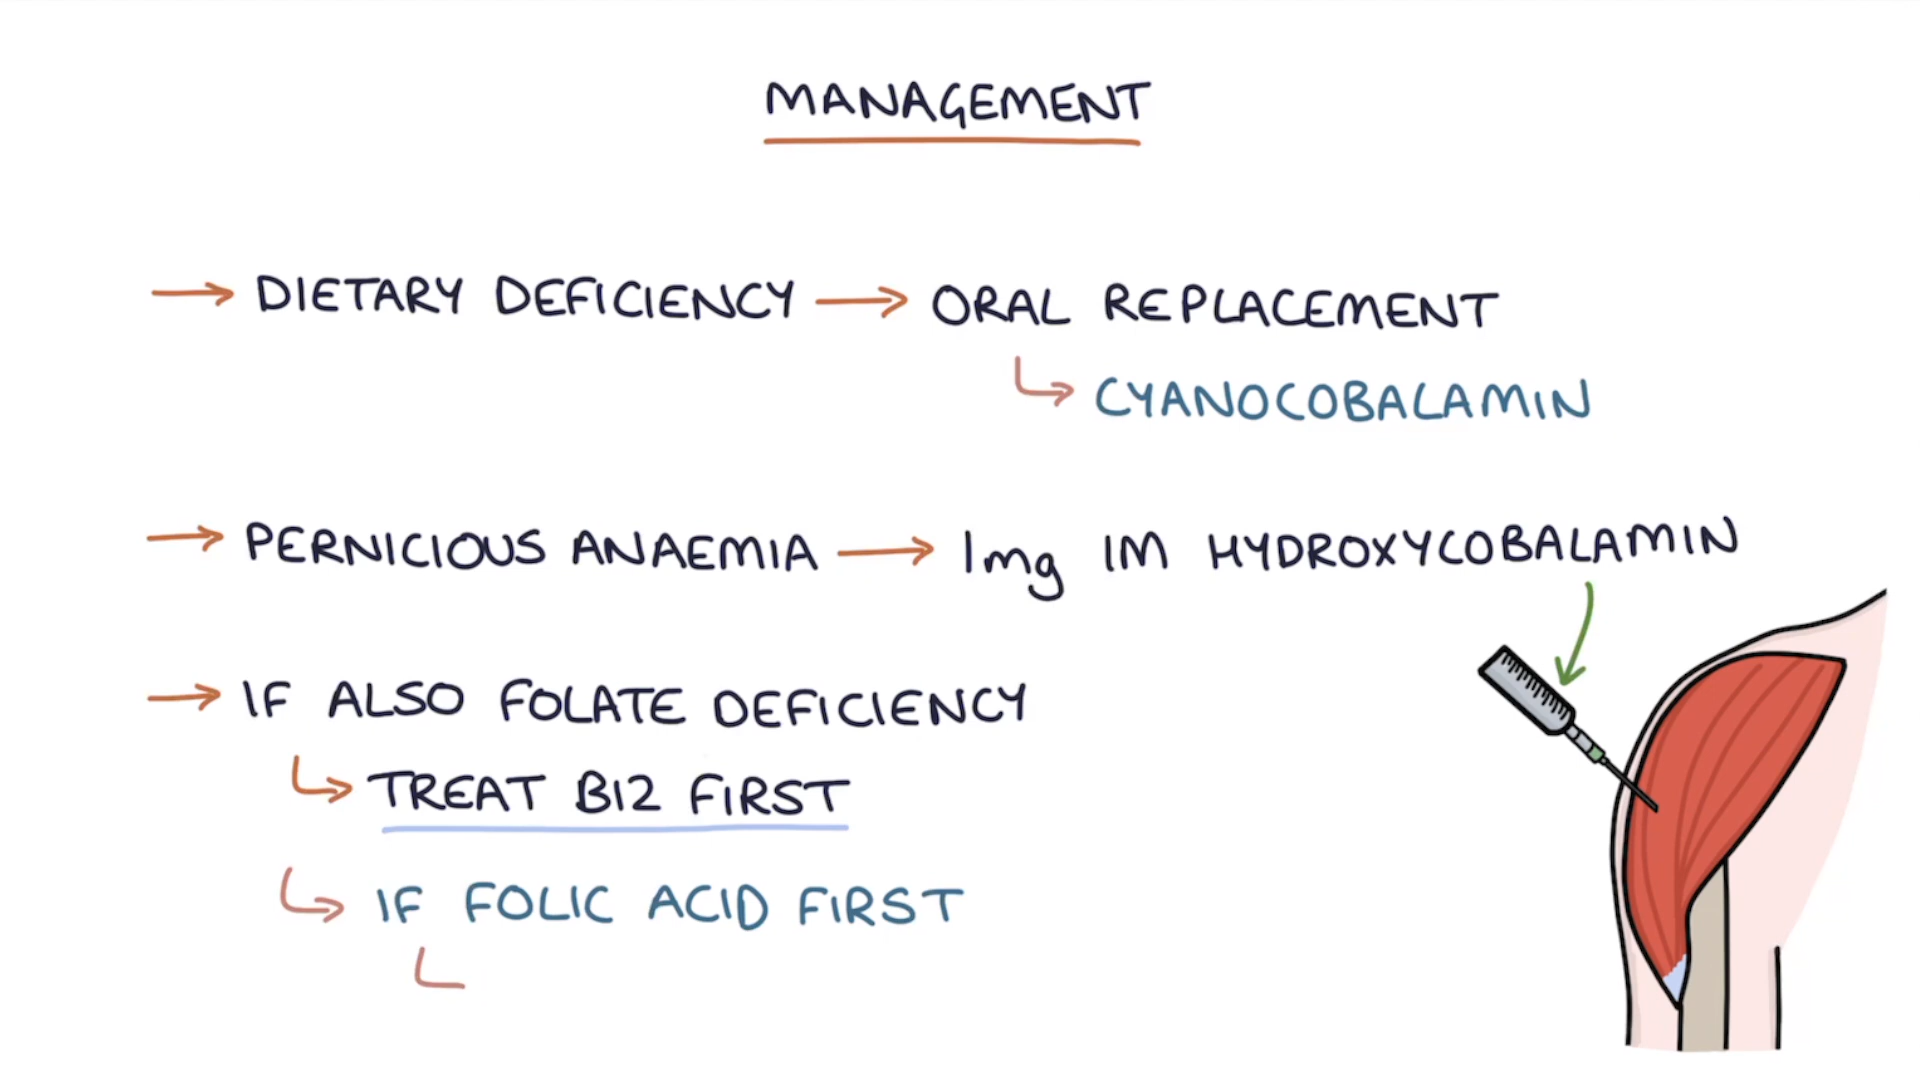 MANAGEMENT
→ DIETARY DEFICIENCY → ORAL REPLACEMENT
↳ CYANOCOBALAMIN
→ PERNICIOUS ANAEMIA → 1mg IM HYDROXYCOBALAMIN
→ IF ALSO FOLATE DEFICIENCY
↳ TREAT B12 FIRST
↳ IF FOLIC ACID FIRST